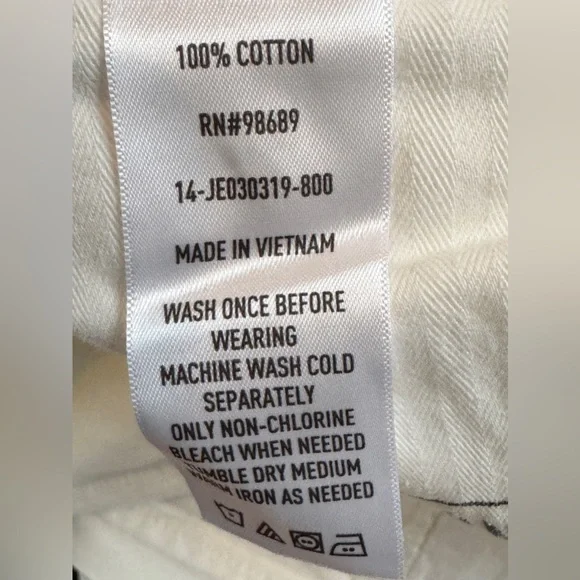 100% COTTON
RN#98689
14-JE030319-800
MADE IN VIETNAM
WASH ONCE BEFORE
WEARING
MACHINE WASH COLD
SEPARATELY
ONLY NON-CHLORINE
BLEACH WHEN NEEDED
TUMBLE DRY MEDIUM
WARM IRON AS NEEDED